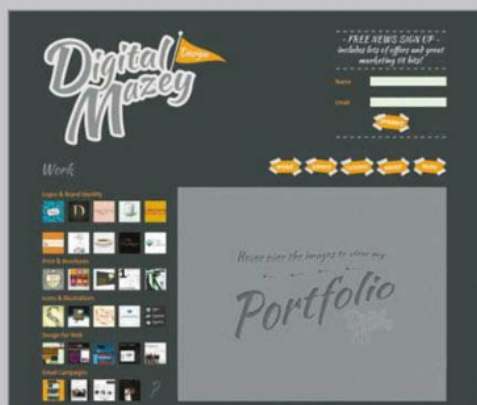 Digital
Design
Mazey
- FREE NEWS SIGN UP -
includes lots of offers and great
marketing tit bits!
Name
Email
Work
Logos & Brand Identity
Print & Brochures
Icons & Illustrations
Design for Web
Email Campaigns
?
Hover over the images to view my
Portfolio